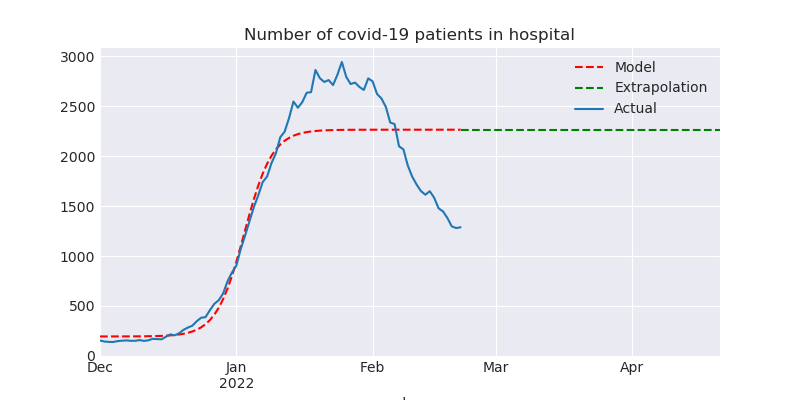 Number of covid-19 patients in hospital
3000
2500
2000
1500
1000
500
0
Model
Extrapolation
Actual
Dec
Jan
2022
Feb
Mar
Apr